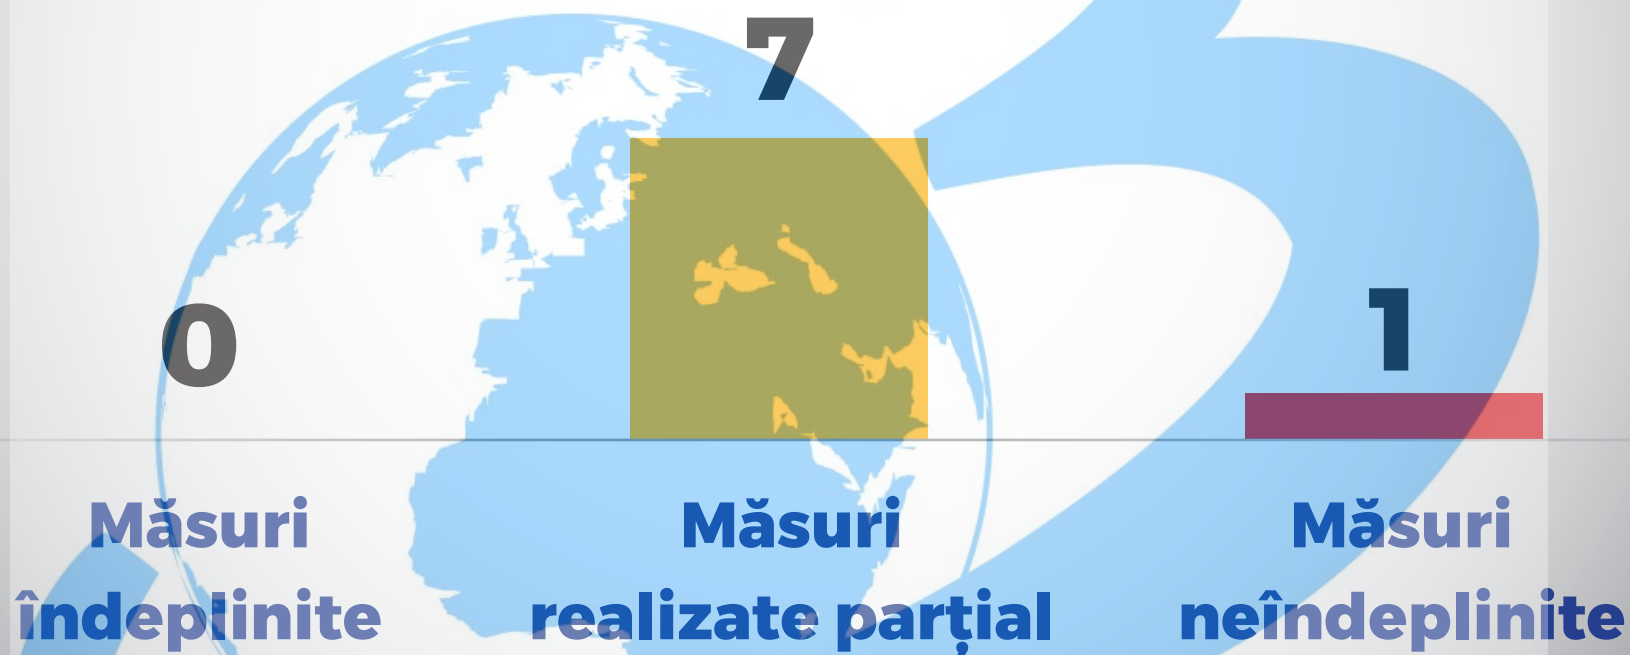 7
0
1
Măsuri
îndeplinite
Măsuri
realizate parțial
Măsuri
neîndeplinite